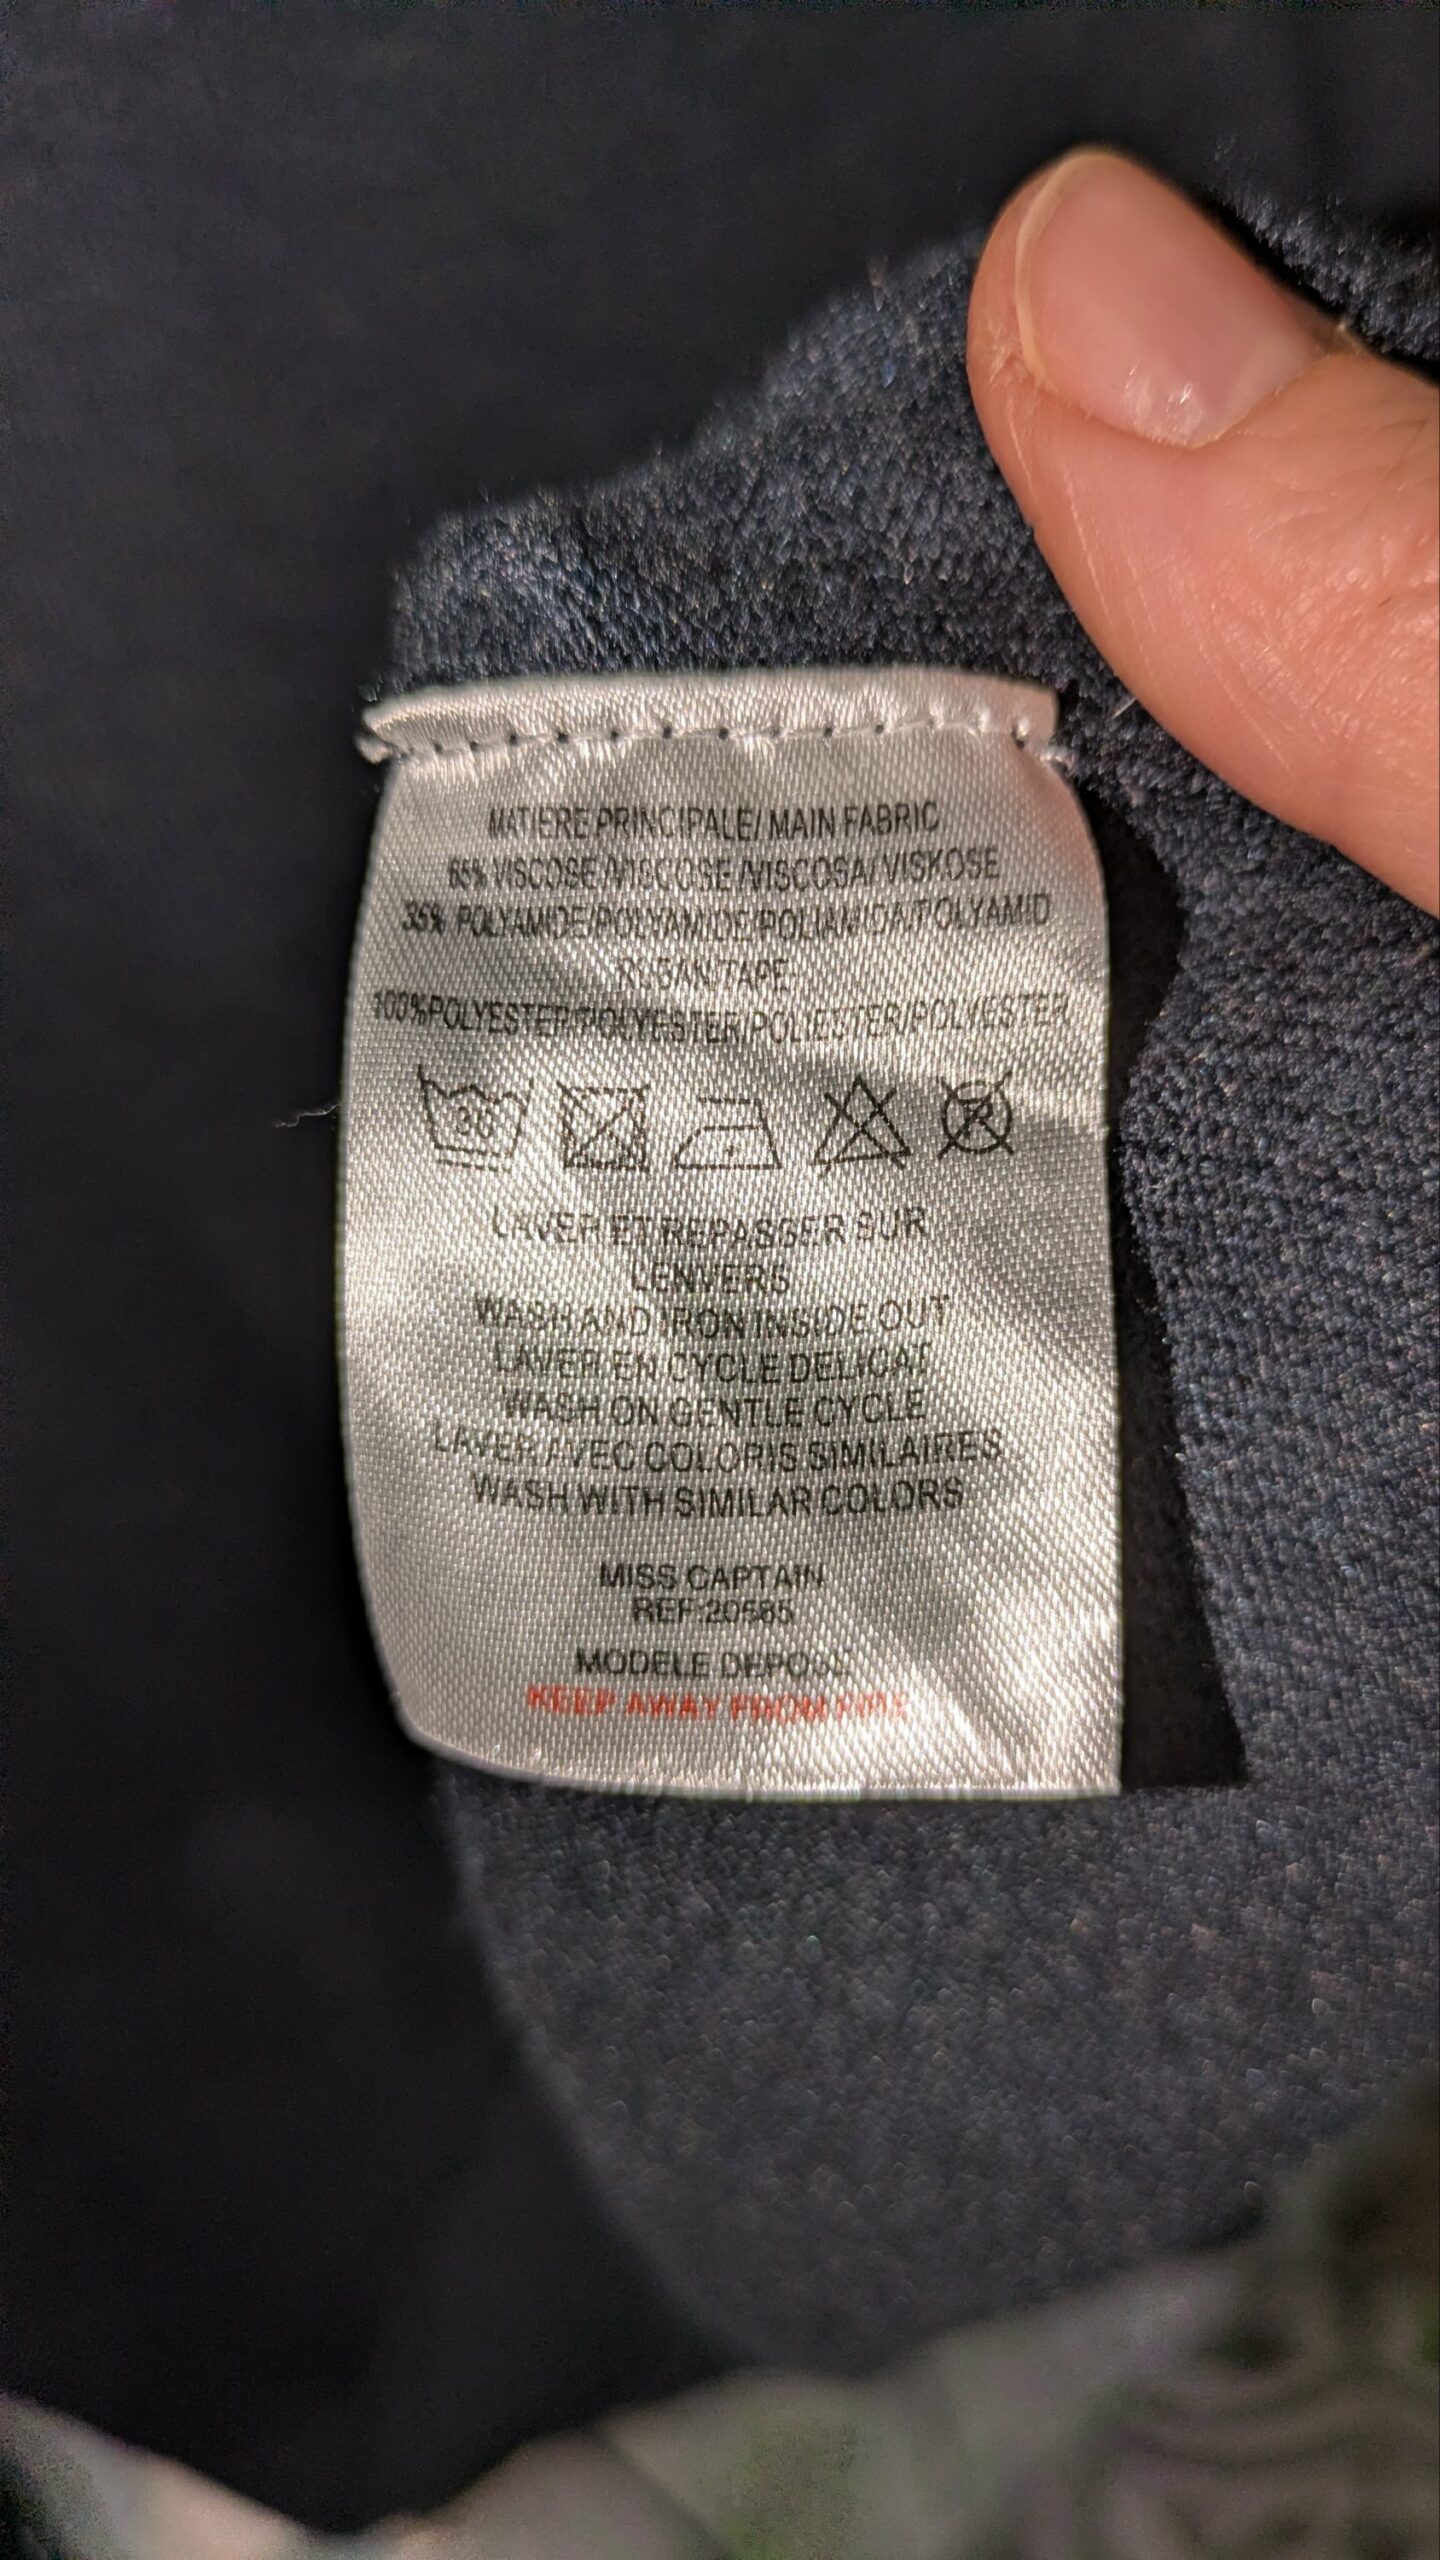 MATIERE PRINCIPALE/ MAIN FABRIC
65% VISCOSE/VISCOSE/VISCOSA/ VISKOSE
35% POLYAMIDE/POLYAMIDE/POLIAMIDA/POLYAMID
RUBAN/TAPE
100%POLYESTER/POLYESTER/POLIESTER/POLYESTER
30
LAVER ET REPASSER SUR
L'ENVERS
WASH AND IRON INSIDE OUT
LAVER EN CYCLE DELICAT
WASH ON GENTLE CYCLE
LAVER AVEC COLORIS SIMILAIRES
WASH WITH SIMILAR COLORS
MISS CAPTAIN
REF 20585
MODELE DEPOSE
KEEP AWAY FROM FIRE